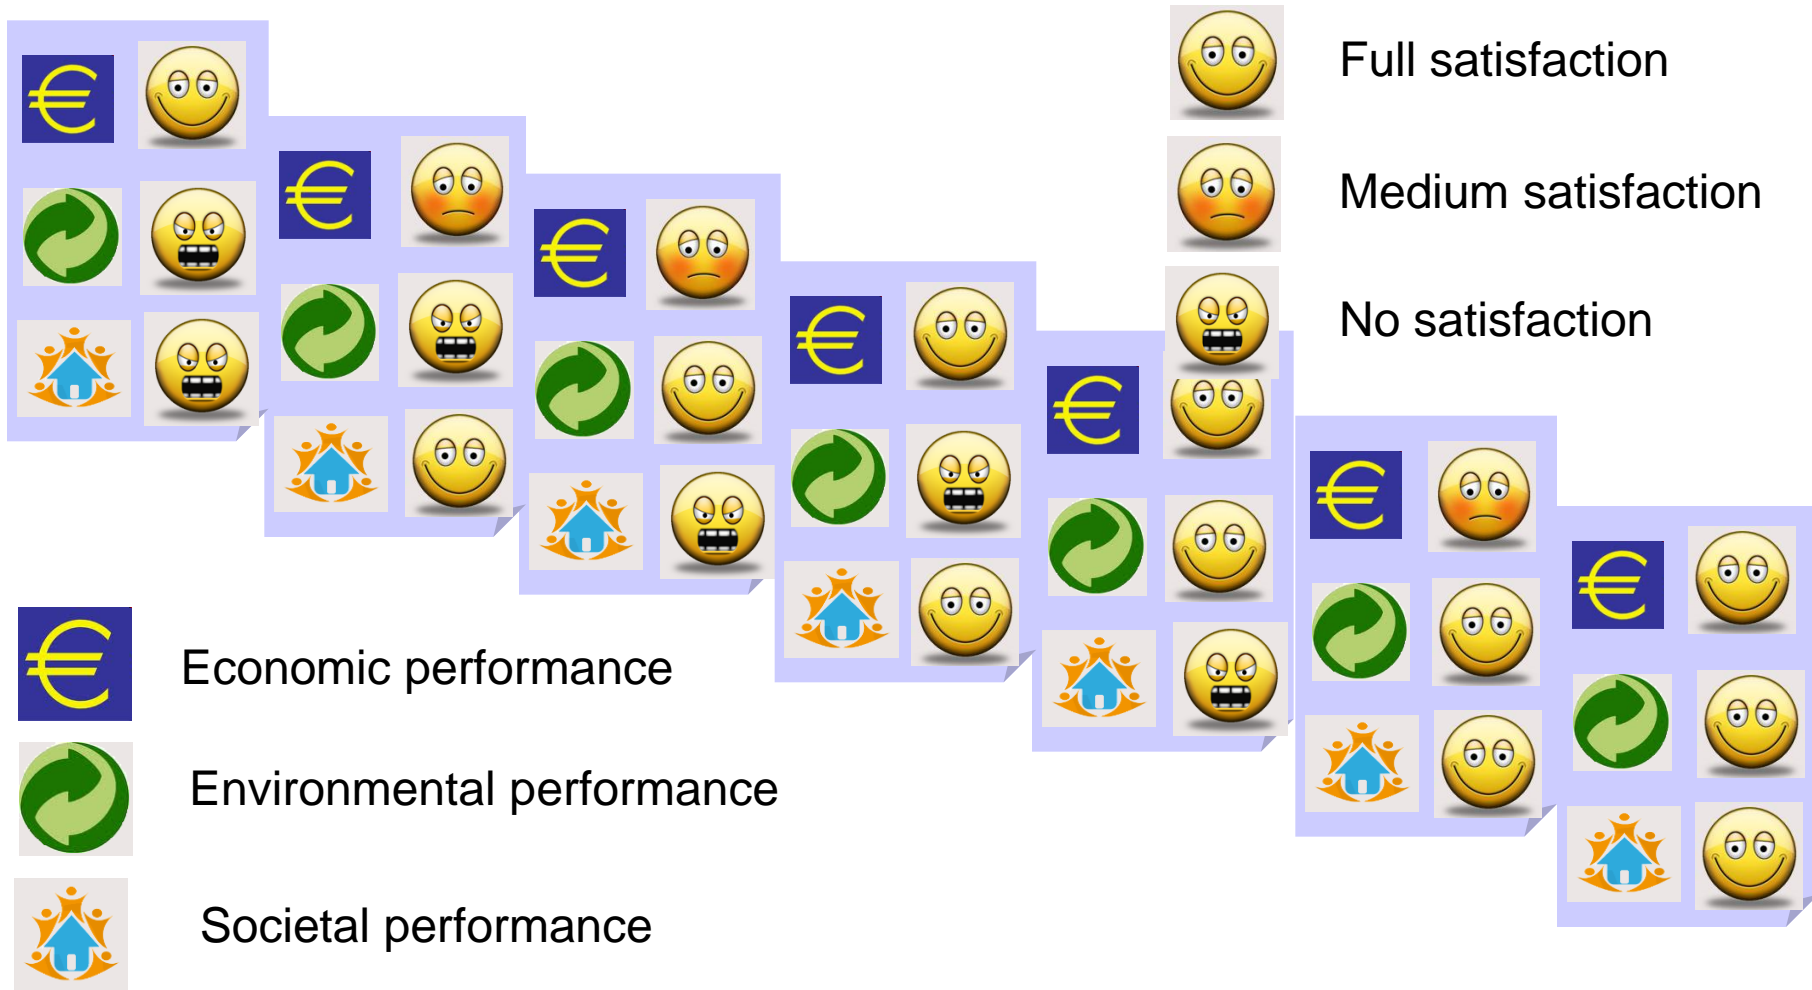 Full satisfaction
Medium satisfaction
No satisfaction
Economic performance
Environmental performance
Societal performance